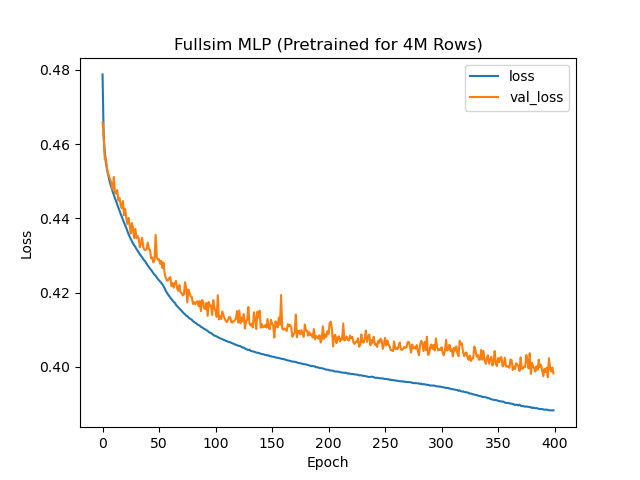 Fullsim MLP (Pretrained for 4M Rows)
loss
val_loss
0.48
0.46
0.44
0.42
0.40
Loss
0 50 100 150 200 250 300 350 400
Epoch